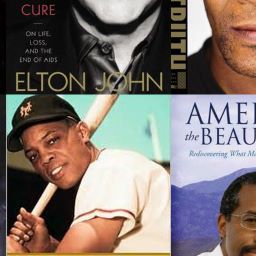 CURE
ON LIFE,
LOSS,
AND THE
END OF AIDS
ELTON JOHN
AMER
the BEAU
Rediscovering What M